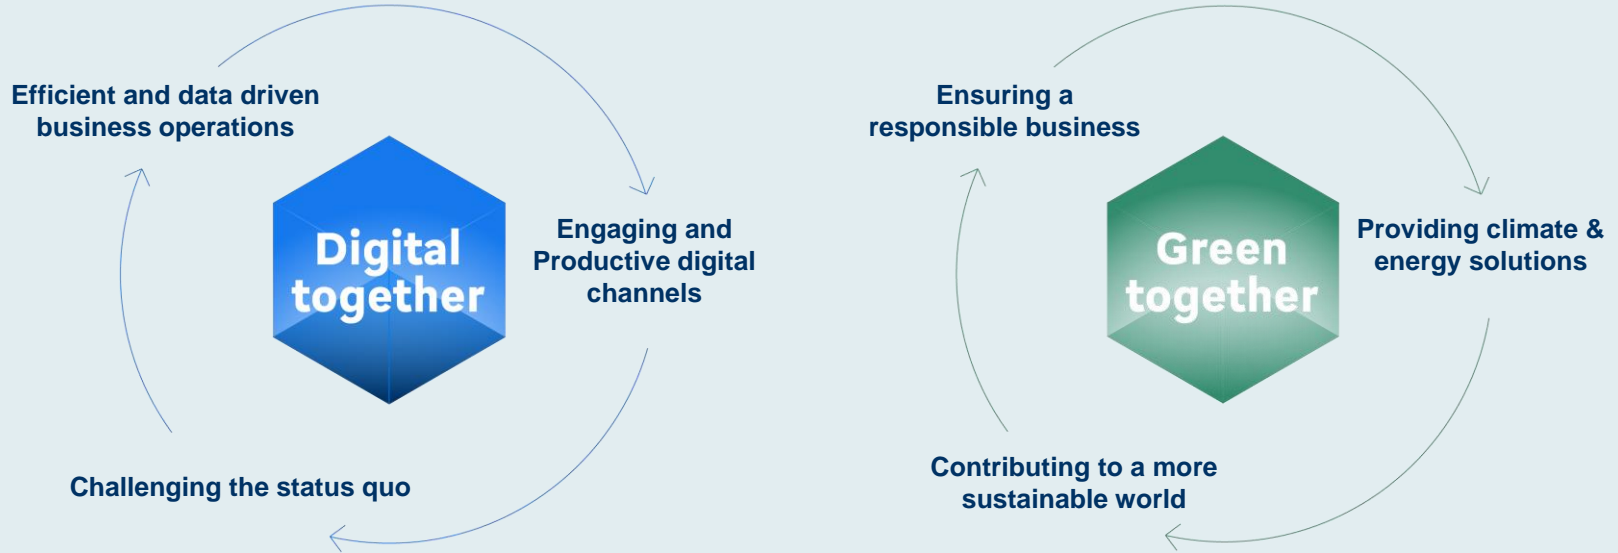 Efficient and data driven
business operations
Digital
together
Engaging and
Productive digital
channels
Challenging the status quo
Ensuring a
responsible business
Green
together
Providing climate &
energy solutions
Contributing to a more
sustainable world